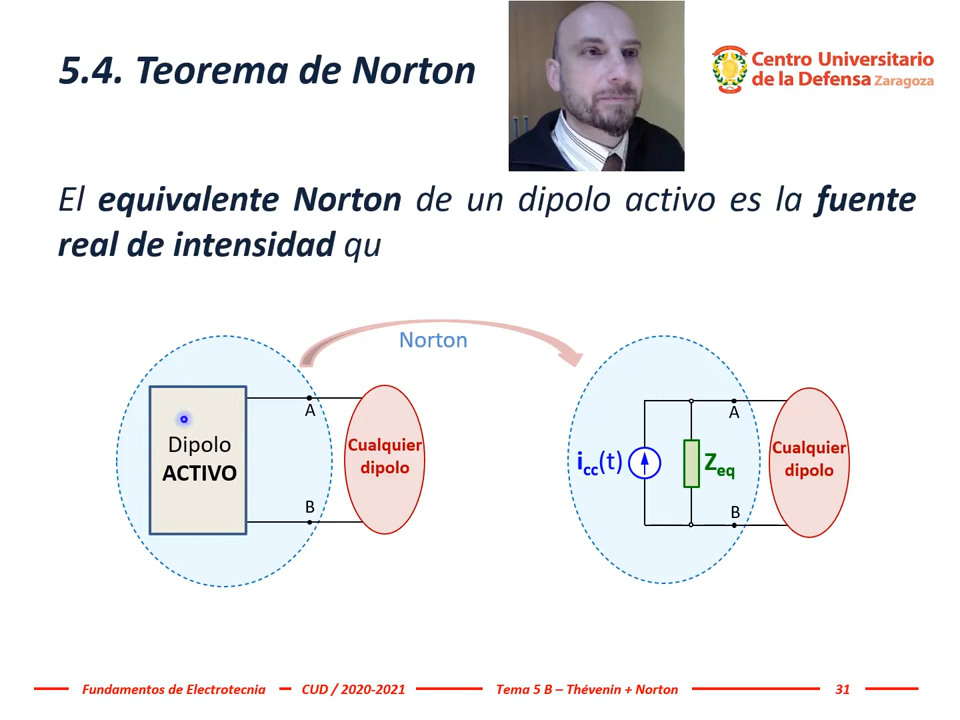 5.4. Teorema de Norton
Centro Universitario
de la Defensa Zaragoza
El equivalente Norton de un dipolo activo es la fuente
real de intensidad qu
Norton
A
Dipolo
ACTIVO
B
Cualquier
dipolo
icc(t)
Zeq
A
B
Cualquier
dipolo
Fundamentos de Electrotecnia
CUD / 2020-2021
Tema 5 B – Thévenin + Norton
31